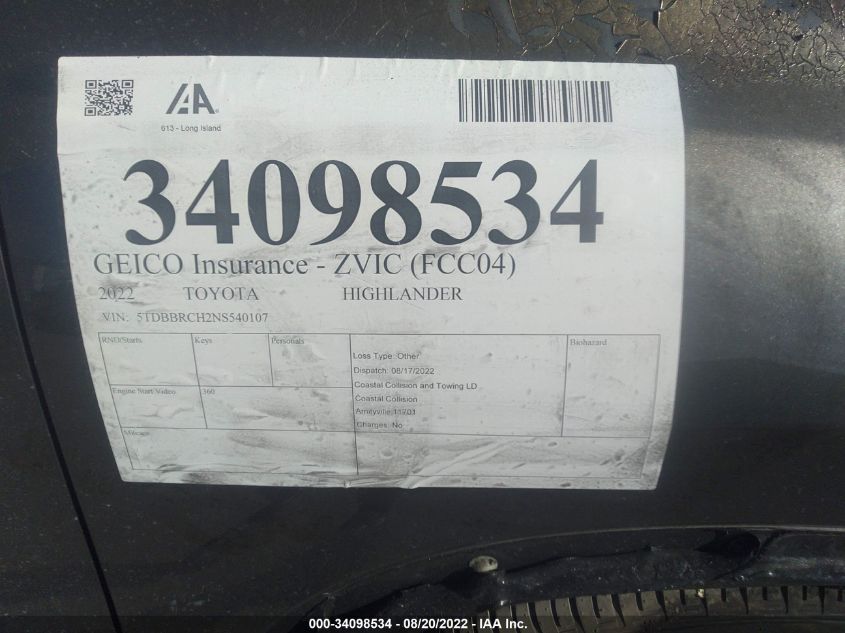 IAA
613 - Long Island
34098534
GEICO Insurance - ZVIC (FCC04)
2022 TOYOTA HIGHLANDER
VIN: 5TDBBRCH2NS540107
RND/Starts Keys Personals Biohazard
Loss Type: Other
Dispatch: 08/17/2022
Coastal Collision and Towing LD
Engine Start Video 360
Coastal Collision
Amityville 11701
Charges: No
Mileage
000-34098534 - 08/20/2022 - IAA Inc.